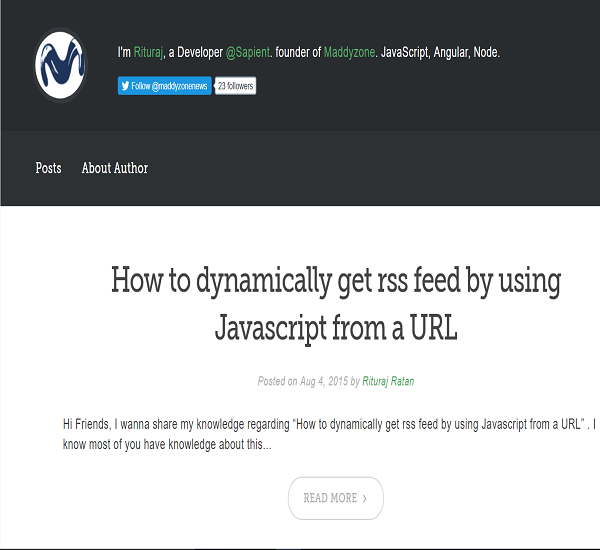 I'm Rituraj, a Developer @Sapient. founder of Maddyzone. JavaScript, Angular, Node.
Follow @maddyzonenews 23 followers
Posts About Author
How to dynamically get rss feed by using
Javascript from a URL
Posted on Aug 4, 2015 by Rituraj Ratan
Hi Friends, I wanna share my knowledge regarding “How to dynamically get rss feed by using Javascript from a URL” . I
know most of you have knowledge about this...
READ MORE ›